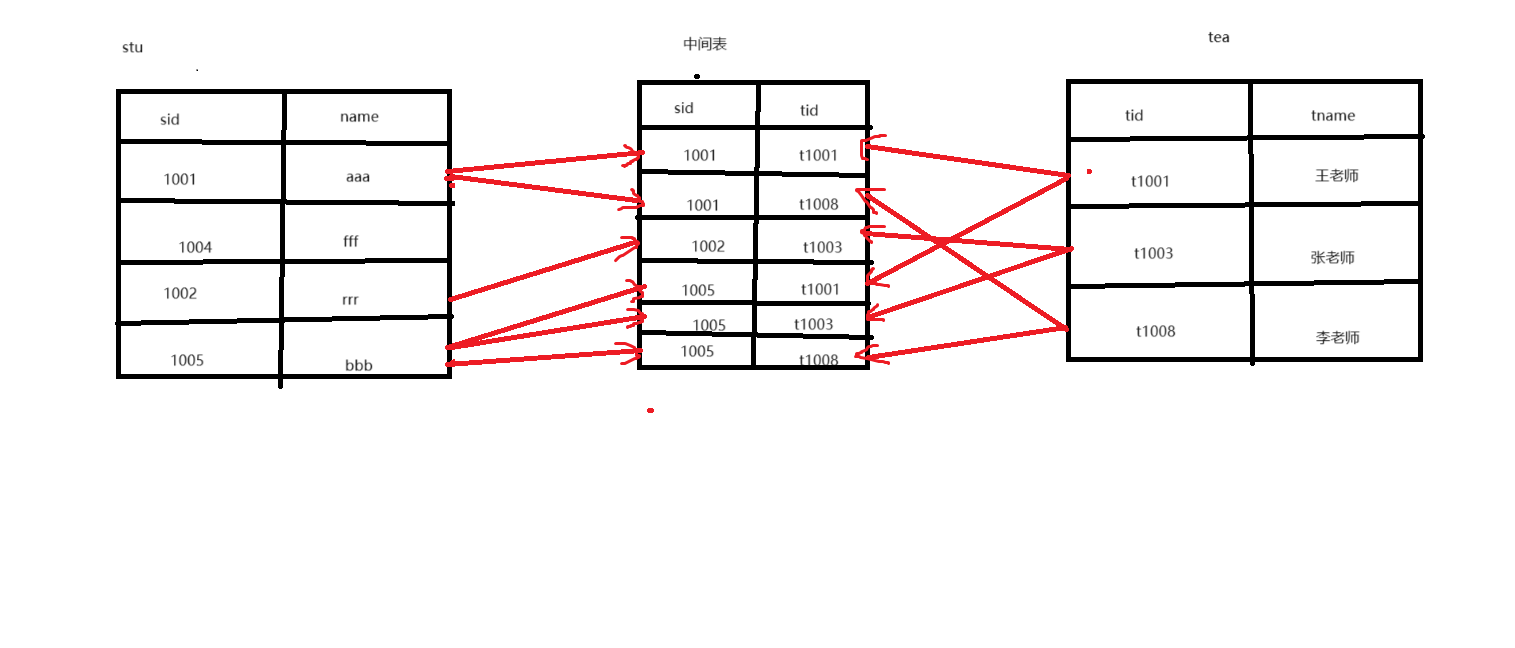 stu
sid name
1001 aaa
1004 fff
1002 rrr
1005 bbb
中间表
sid tid
1001 t1001
1001 t1008
1002 t1003
1005 t1001
1005 t1003
1005 t1008
tea
tid tname
t1001 王老师
t1003 张老师
t1008 李老师